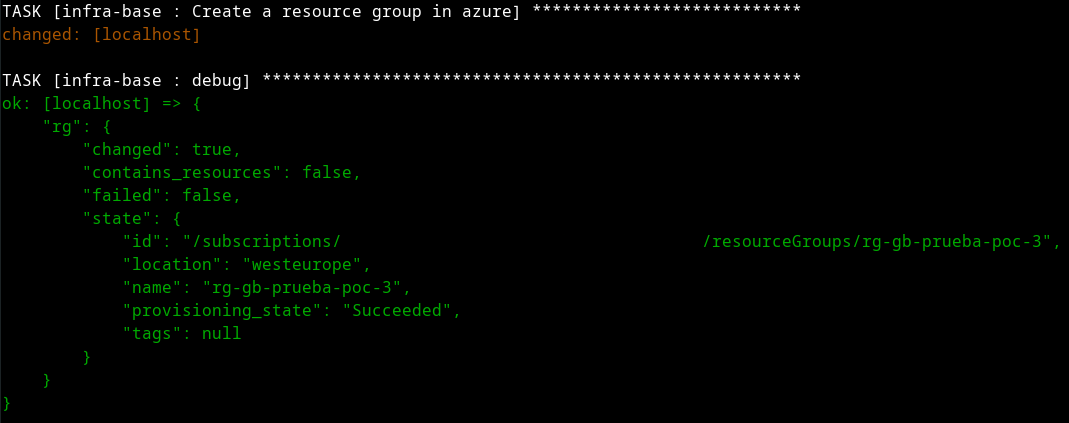 TASK [infra-base : Create a resource group in azure] ***************************
changed: [localhost]
TASK [infra-base : debug] ******************************************************
ok: [localhost] => {
    "rg": {
        "changed": true,
        "contains_resources": false,
        "failed": false,
        "state": {
            "id": "/subscriptions/                                    /resourceGroups/rg-gb-prueba-poc-3",
            "location": "westeurope",
            "name": "rg-gb-prueba-poc-3",
            "provisioning_state": "Succeeded",
            "tags": null
        }
    }
}